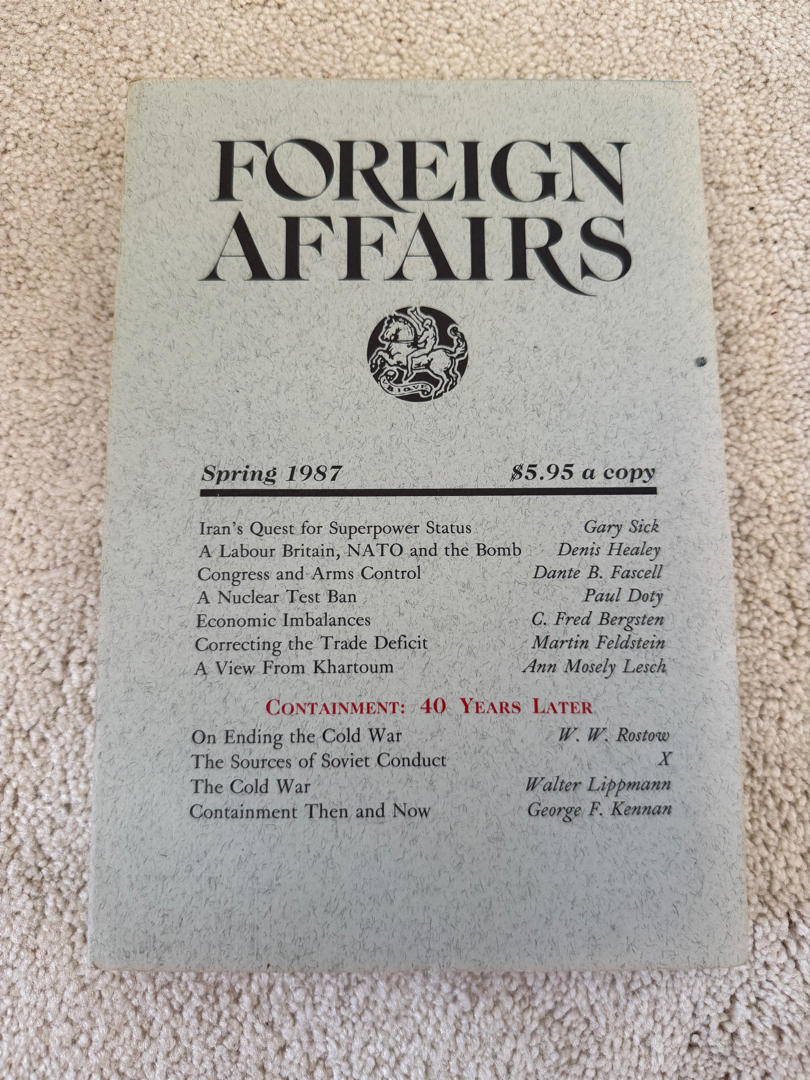 FOREIGN
AFFAIRS
VBIQVE
Spring 1987 $5.95 a copy
Iran's Quest for Superpower Status Gary Sick
A Labour Britain, NATO and the Bomb Denis Healey
Congress and Arms Control Dante B. Fascell
A Nuclear Test Ban Paul Doty
Economic Imbalances C. Fred Bergsten
Correcting the Trade Deficit Martin Feldstein
A View From Khartoum Ann Mosely Lesch
CONTAINMENT: 40 YEARS LATER
On Ending the Cold War W. W. Rostow
The Sources of Soviet Conduct X
The Cold War Walter Lippmann
Containment Then and Now George F. Kennan